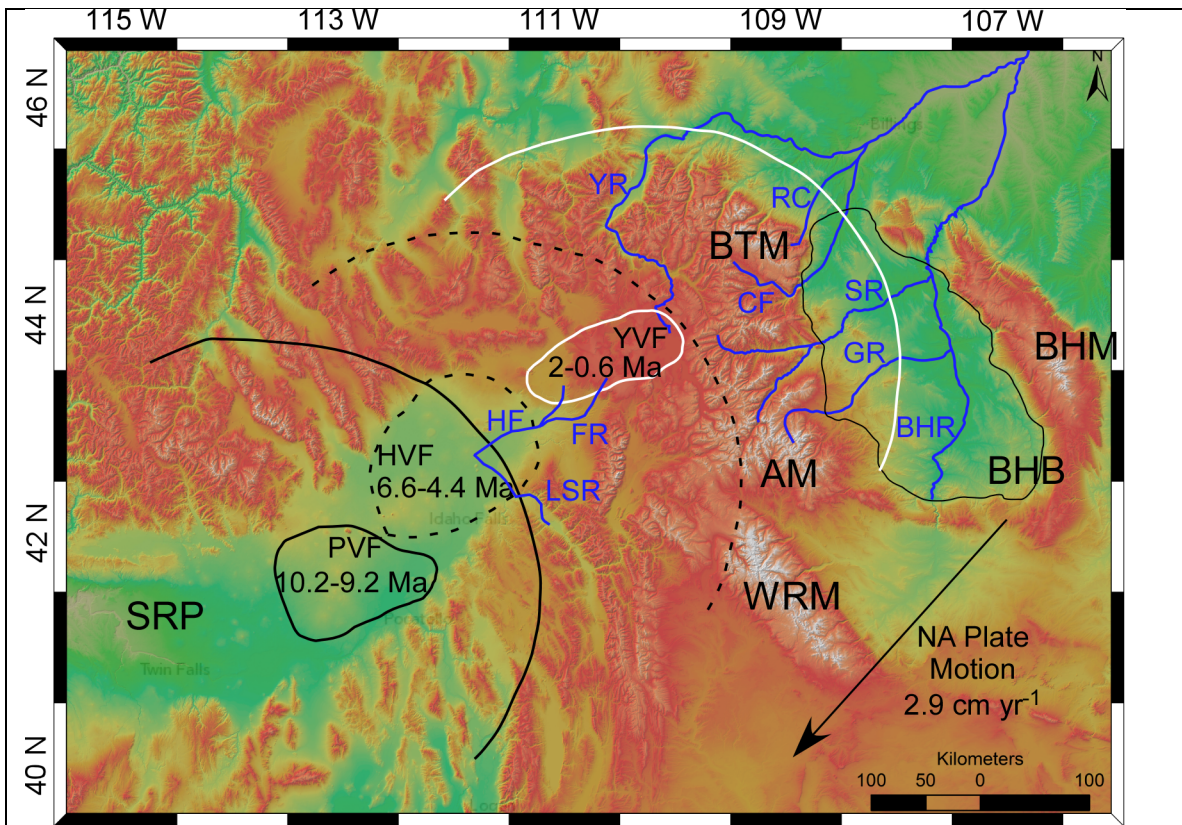 115 W 113 W 111 W 109 W 107 W
46 N
44 N
42 N
40 N
N
Billings
YR
RC
BTM
CF
SR
GR
BHM
YVF
2-0.6 Ma
HF
FR
HVF
6.6-4.4 Ma
LSR
Idaho Falls
BHR
BHB
AM
PVF
10.2-9.2 Ma
SRP
Pocatello
Twin Falls
WRM
NA Plate
Motion
2.9 cm yr-1
Kilometers
100 50 0 100
Logan